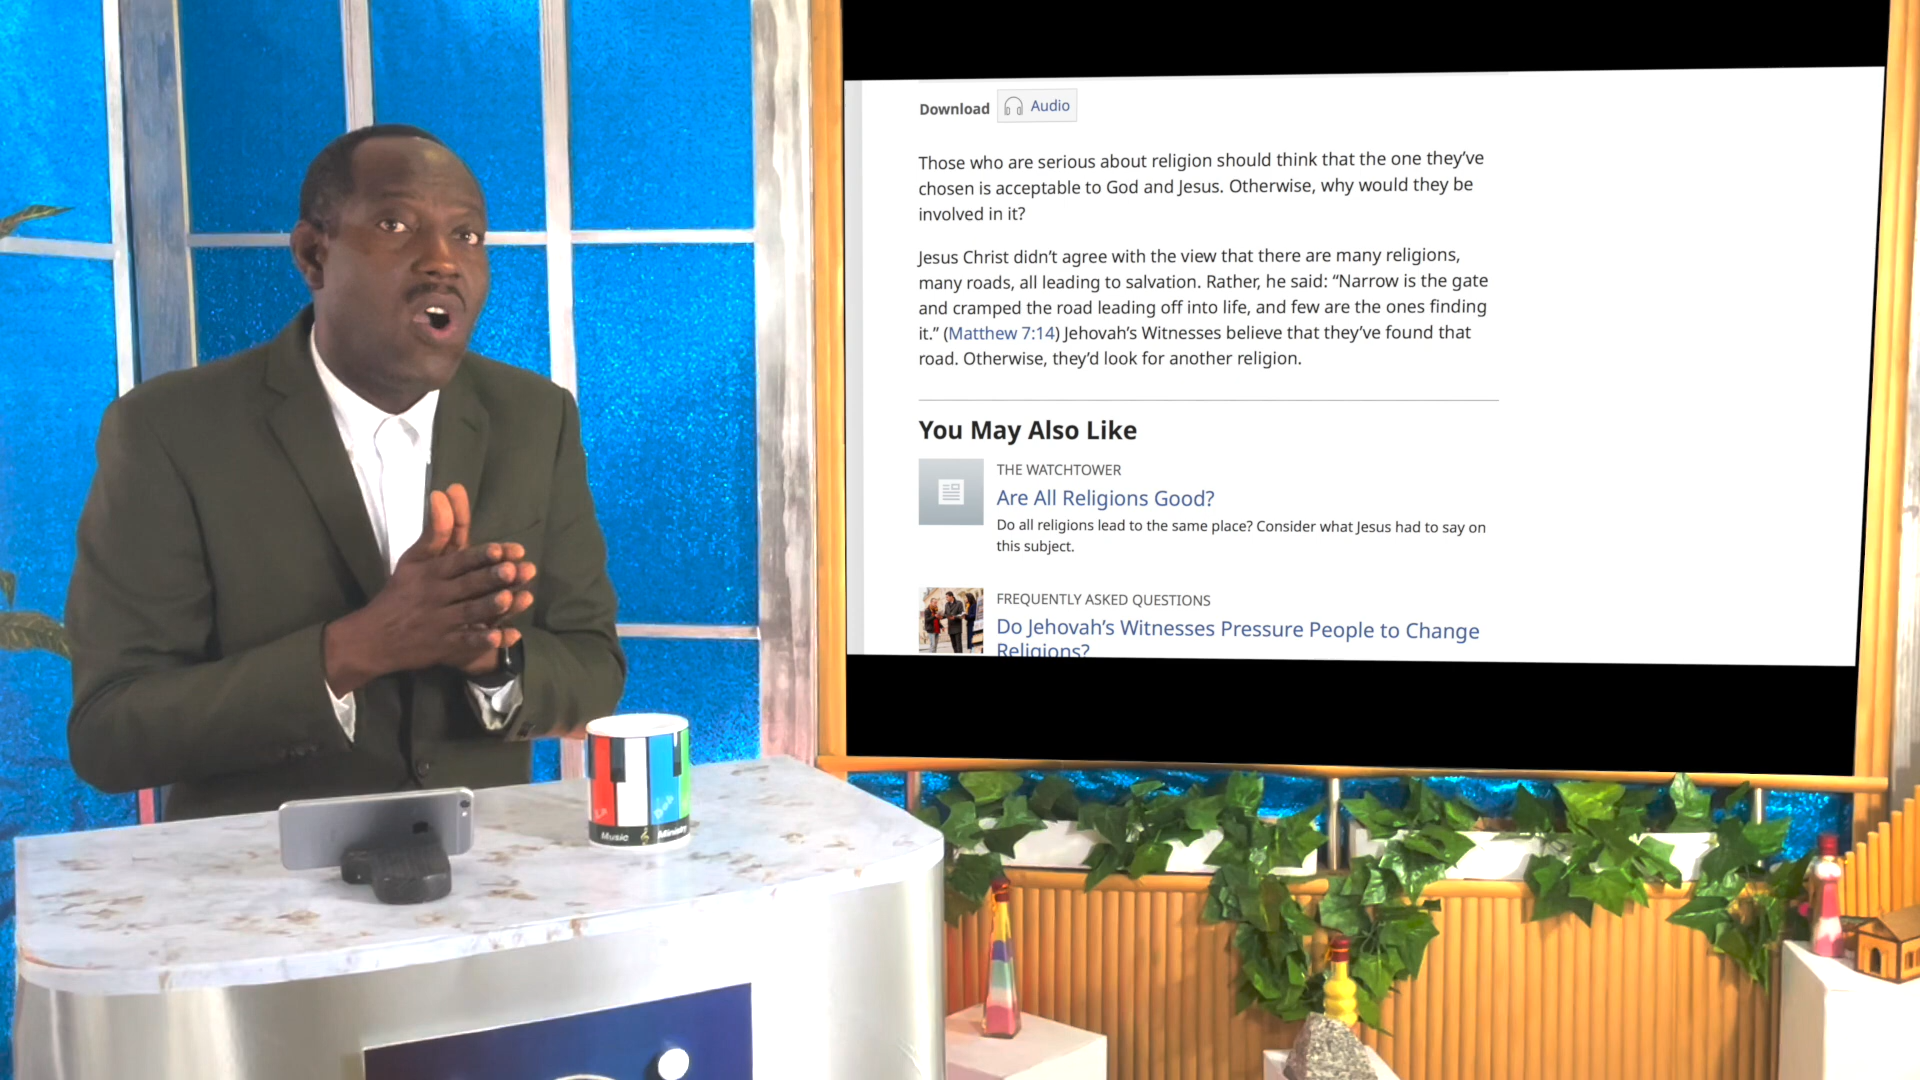 Download Audio
Those who are serious about religion should think that the one they’ve
chosen is acceptable to God and Jesus. Otherwise, why would they be
involved in it?
Jesus Christ didn’t agree with the view that there are many religions,
many roads, all leading to salvation. Rather, he said: “Narrow is the gate
and cramped the road leading off into life, and few are the ones finding
it.” (Matthew 7:14) Jehovah’s Witnesses believe that they’ve found that
road. Otherwise, they’d look for another religion.
You May Also Like
THE WATCHTOWER
Are All Religions Good?
Do all religions lead to the same place? Consider what Jesus had to say on
this subject.
FREQUENTLY ASKED QUESTIONS
Do Jehovah’s Witnesses Pressure People to Change
Religions?
Music Ministry